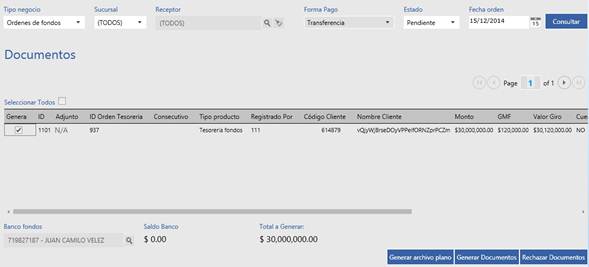 Tipo negocio Sucursal Receptor Forma Pago Estado Fecha orden
Ordenes de fondos (TODOS) (TODOS) Transferencia Pendiente 15/12/2014 15 Consultar
Documentos
Page 1 of 1
Seleccionar Todos
Genera ID Adjunto ID Orden Tesoreria Consecutivo Tipo producto Registrado Por Código Cliente Nombre Cliente Monto GMF Valor Giro Cue
1101 N/A 937 Tesoreria fondos 111 614879 $30,000,000.00 $120,000.00 $30,120,000.00 NO
Banco fondos Saldo Banco Total a Generar:
719827187 - JUAN CAMILO VELEZ $ 0.00 $ 30,000,000.00
Generar archivo plano Generar Documentos Rechazar Documentos